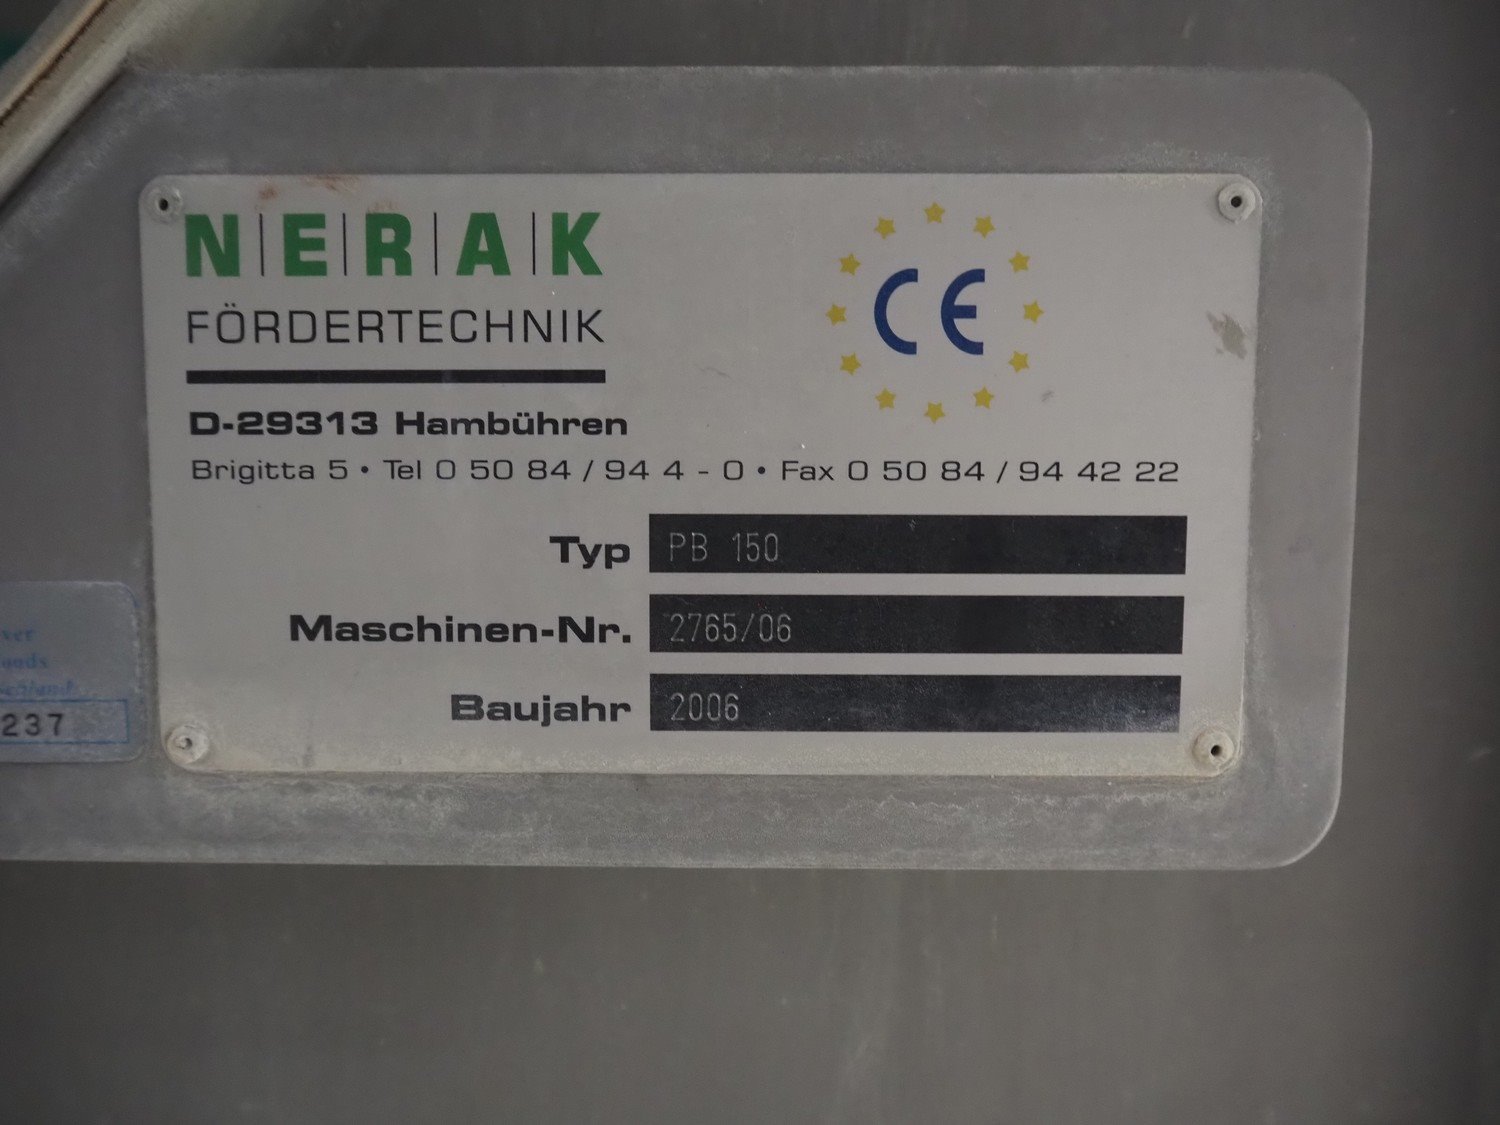 N|E|R|A|K
FÖRDERTECHNIK
D-29313 Hambühren
Brigitta 5 • Tel 0 50 84 / 94 4 - 0 • Fax 0 50 84 / 94 42 22
Typ PB 150
Maschinen-Nr. 2765/06
Baujahr 2006
CE
237